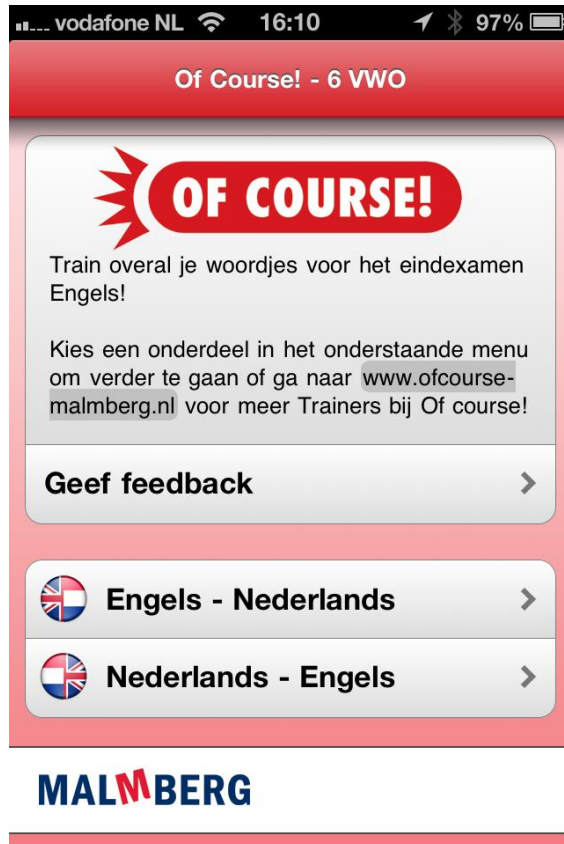 vodafone NL 16:10 97%
Of Course! - 6 VWO
OF COURSE!
Train overal je woordjes voor het eindexamen
Engels!
Kies een onderdeel in het onderstaande menu
om verder te gaan of ga naar www.ofcourse-
malmberg.nl voor meer Trainers bij Of course!
Geef feedback
Engels - Nederlands
Nederlands - Engels
MALMBERG